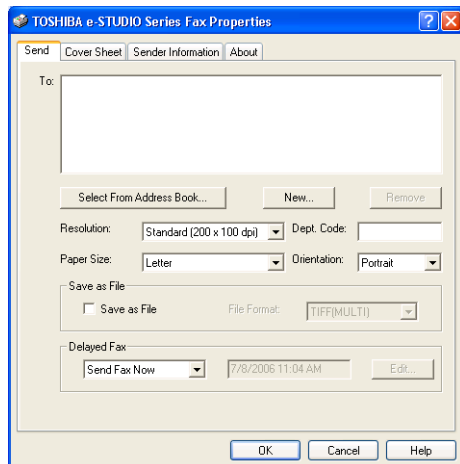 TOSHIBA e-STUDIO Series Fax Properties
Send Cover Sheet Sender Information About
To:
Select From Address Book... New... Remove
Resolution: Standard (200 x 100 dpi) Dept. Code:
Paper Size: Letter Orientation: Portrait
Save as File
Save as File File Format: TIFF(MULTI)
Delayed Fax
Send Fax Now 7/8/2006 11:04 AM Edit...
OK Cancel Help